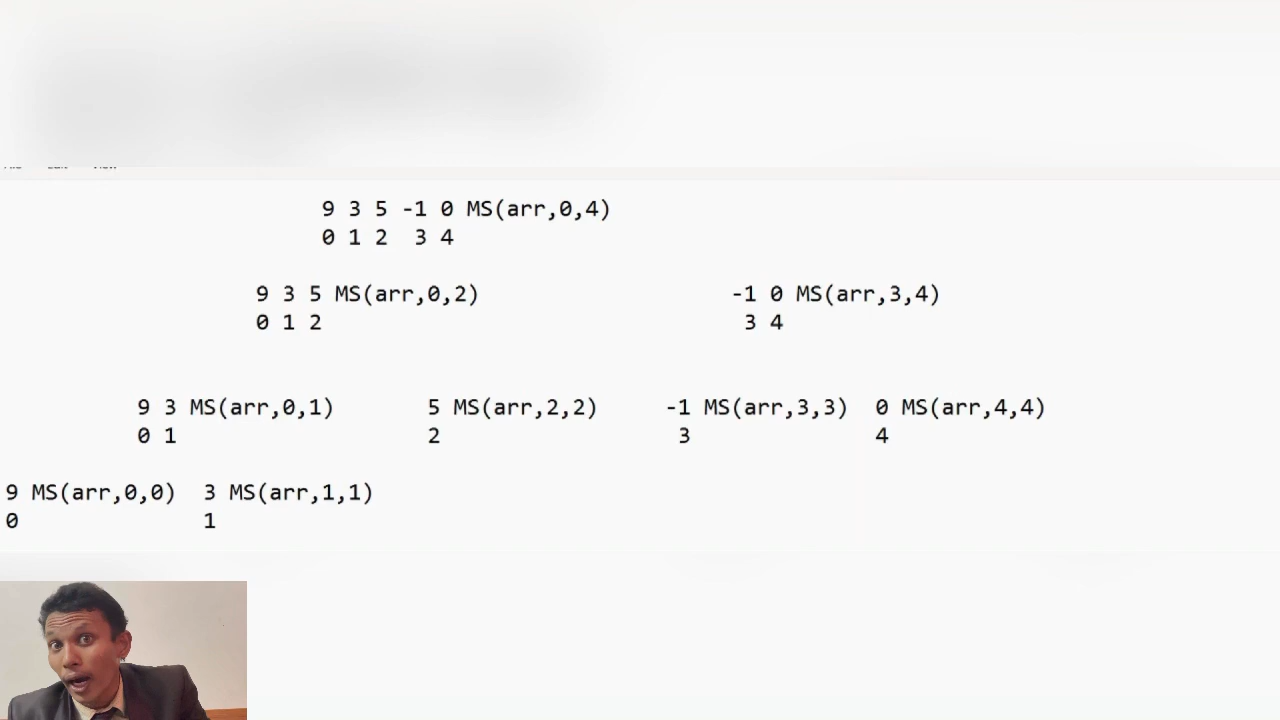 9 3 5 -1 0 MS(arr,0,4)
0 1 2 3 4
9 3 5 MS(arr,0,2) -1 0 MS(arr,3,4)
0 1 2 3 4
9 3 MS(arr,0,1) 5 MS(arr,2,2) -1 MS(arr,3,3) 0 MS(arr,4,4)
0 1 2 3 4
9 MS(arr,0,0) 3 MS(arr,1,1)
0 1